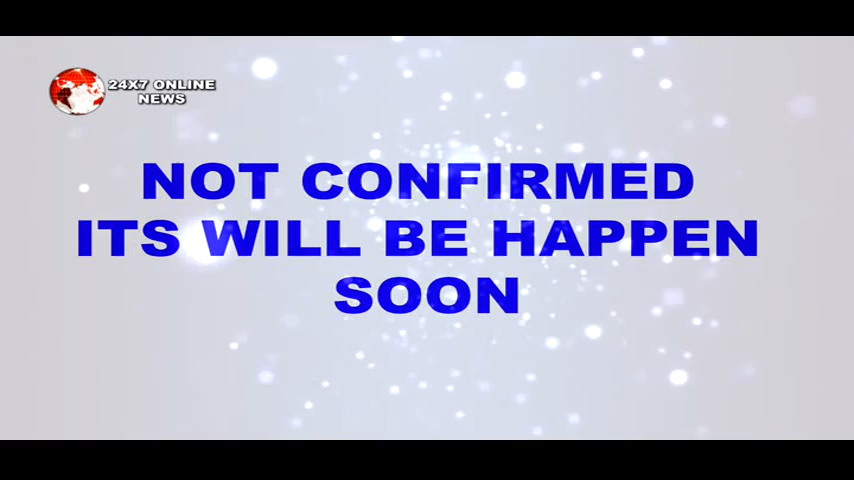 24X7 ONLINE
NEWS
NOT CONFIRMED
ITS WILL BE HAPPEN
SOON